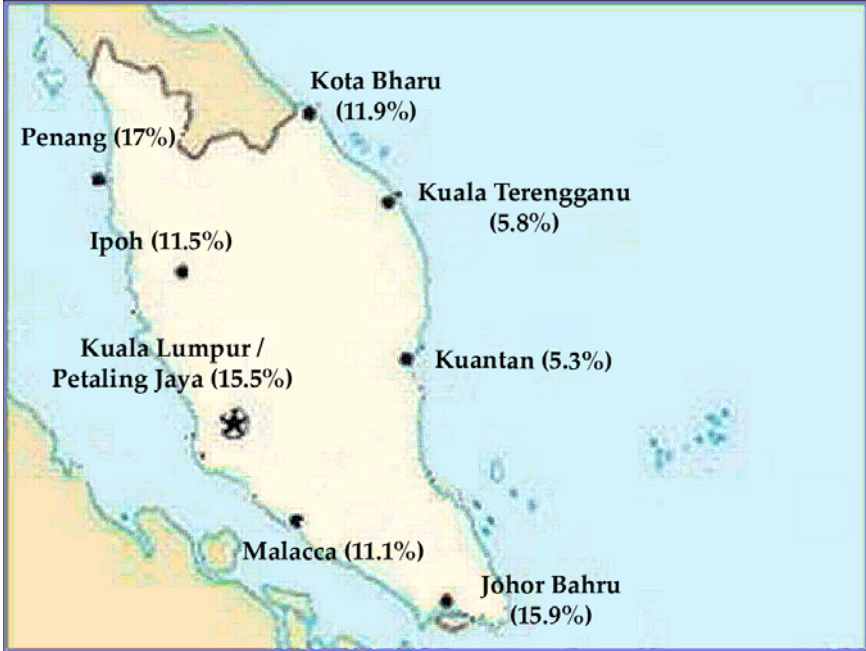 Kota Bharu
(11.9%)
Penang (17%)
Kuala Terengganu
(5.8%)
Ipoh (11.5%)
Kuala Lumpur /
Petaling Jaya (15.5%)
Kuantan (5.3%)
Malacca (11.1%)
Johor Bahru
(15.9%)